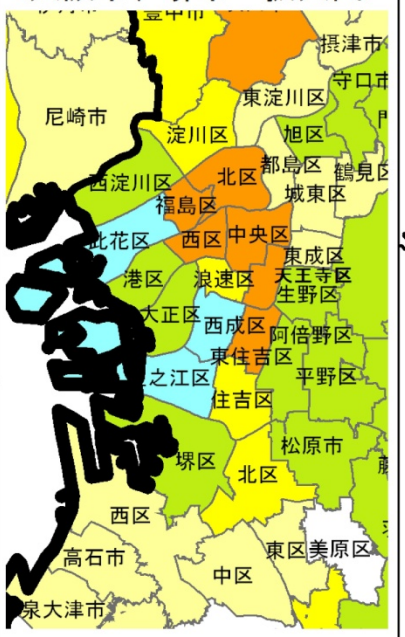 豊中市
摂津市
守口市
尼崎市
東淀川区
淀川区
旭区
都島区
鶴見区
西淀川区
北区
城東区
福島区
此花区
西区
中央区
東成区
港区
浪速区
天王寺区
生野区
大正区
西成区
阿倍野区
東住吉区
之江区
平野区
住吉区
堺区
松原市
北区
西区
東区
美原区
高石市
中区
泉大津市